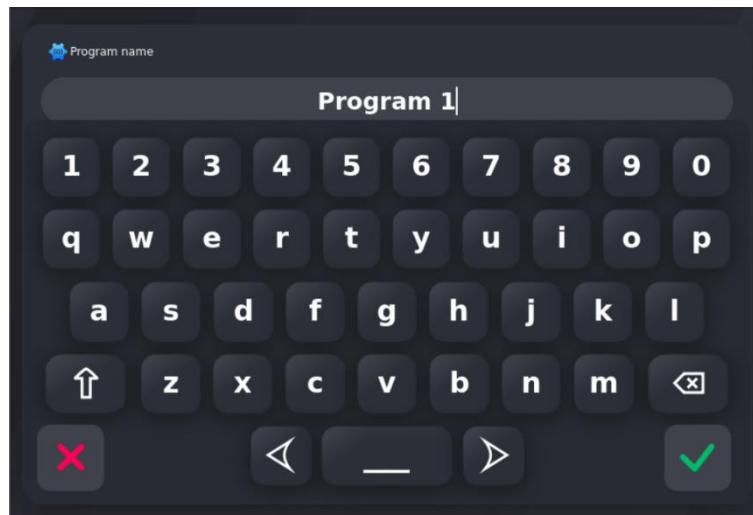 Program name
Program 1
1 2 3 4 5 6 7 8 9 0
q w e r t y u i o p
a s d f g h j k l
z x c v b n m